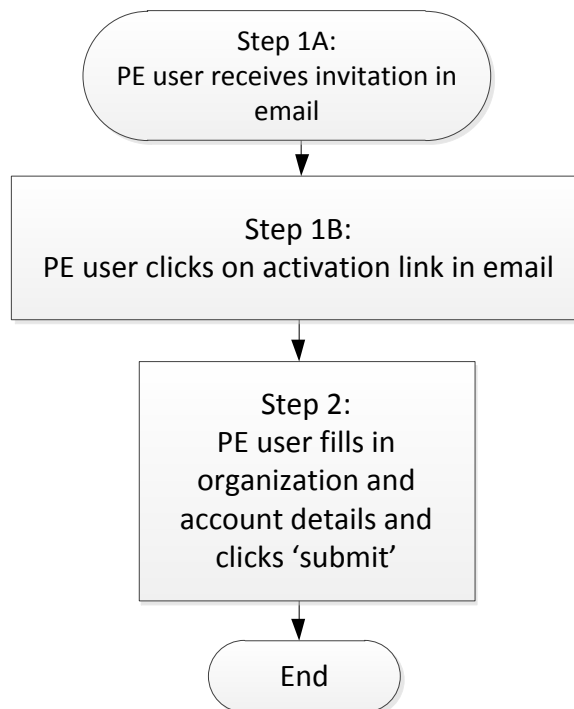 Step 1A:
PE user receives invitation in
email
Step 1B:
PE user clicks on activation link in email
Step 2:
PE user fills in
organization and
account details and
clicks ‘submit’
End